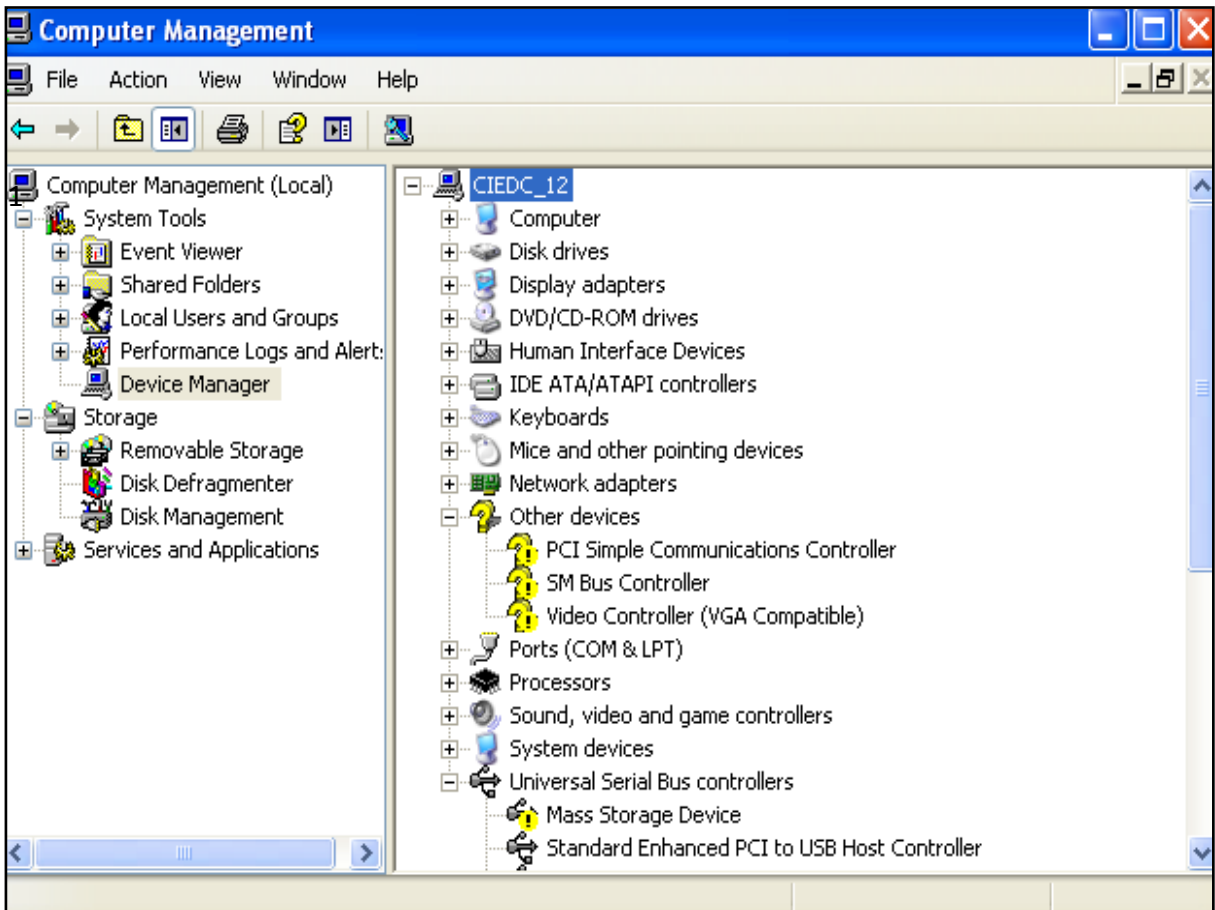 Computer Management
File Action View Window Help
Computer Management (Local)
1
System Tools
Event Viewer
Shared Folders
Local Users and Groups
Performance Logs and Alert:
Device Manager
Storage
Removable Storage
Disk Defragmenter
Disk Management
Services and Applications
CIEDC_12
Computer
Disk drives
Display adapters
DVD/CD-ROM drives
Human Interface Devices
IDE ATA/ATAPI controllers
Keyboards
Mice and other pointing devices
Network adapters
Other devices
PCI Simple Communications Controller
SM Bus Controller
Video Controller (VGA Compatible)
Ports (COM & LPT)
Processors
Sound, video and game controllers
System devices
Universal Serial Bus controllers
Mass Storage Device
Standard Enhanced PCI to USB Host Controller